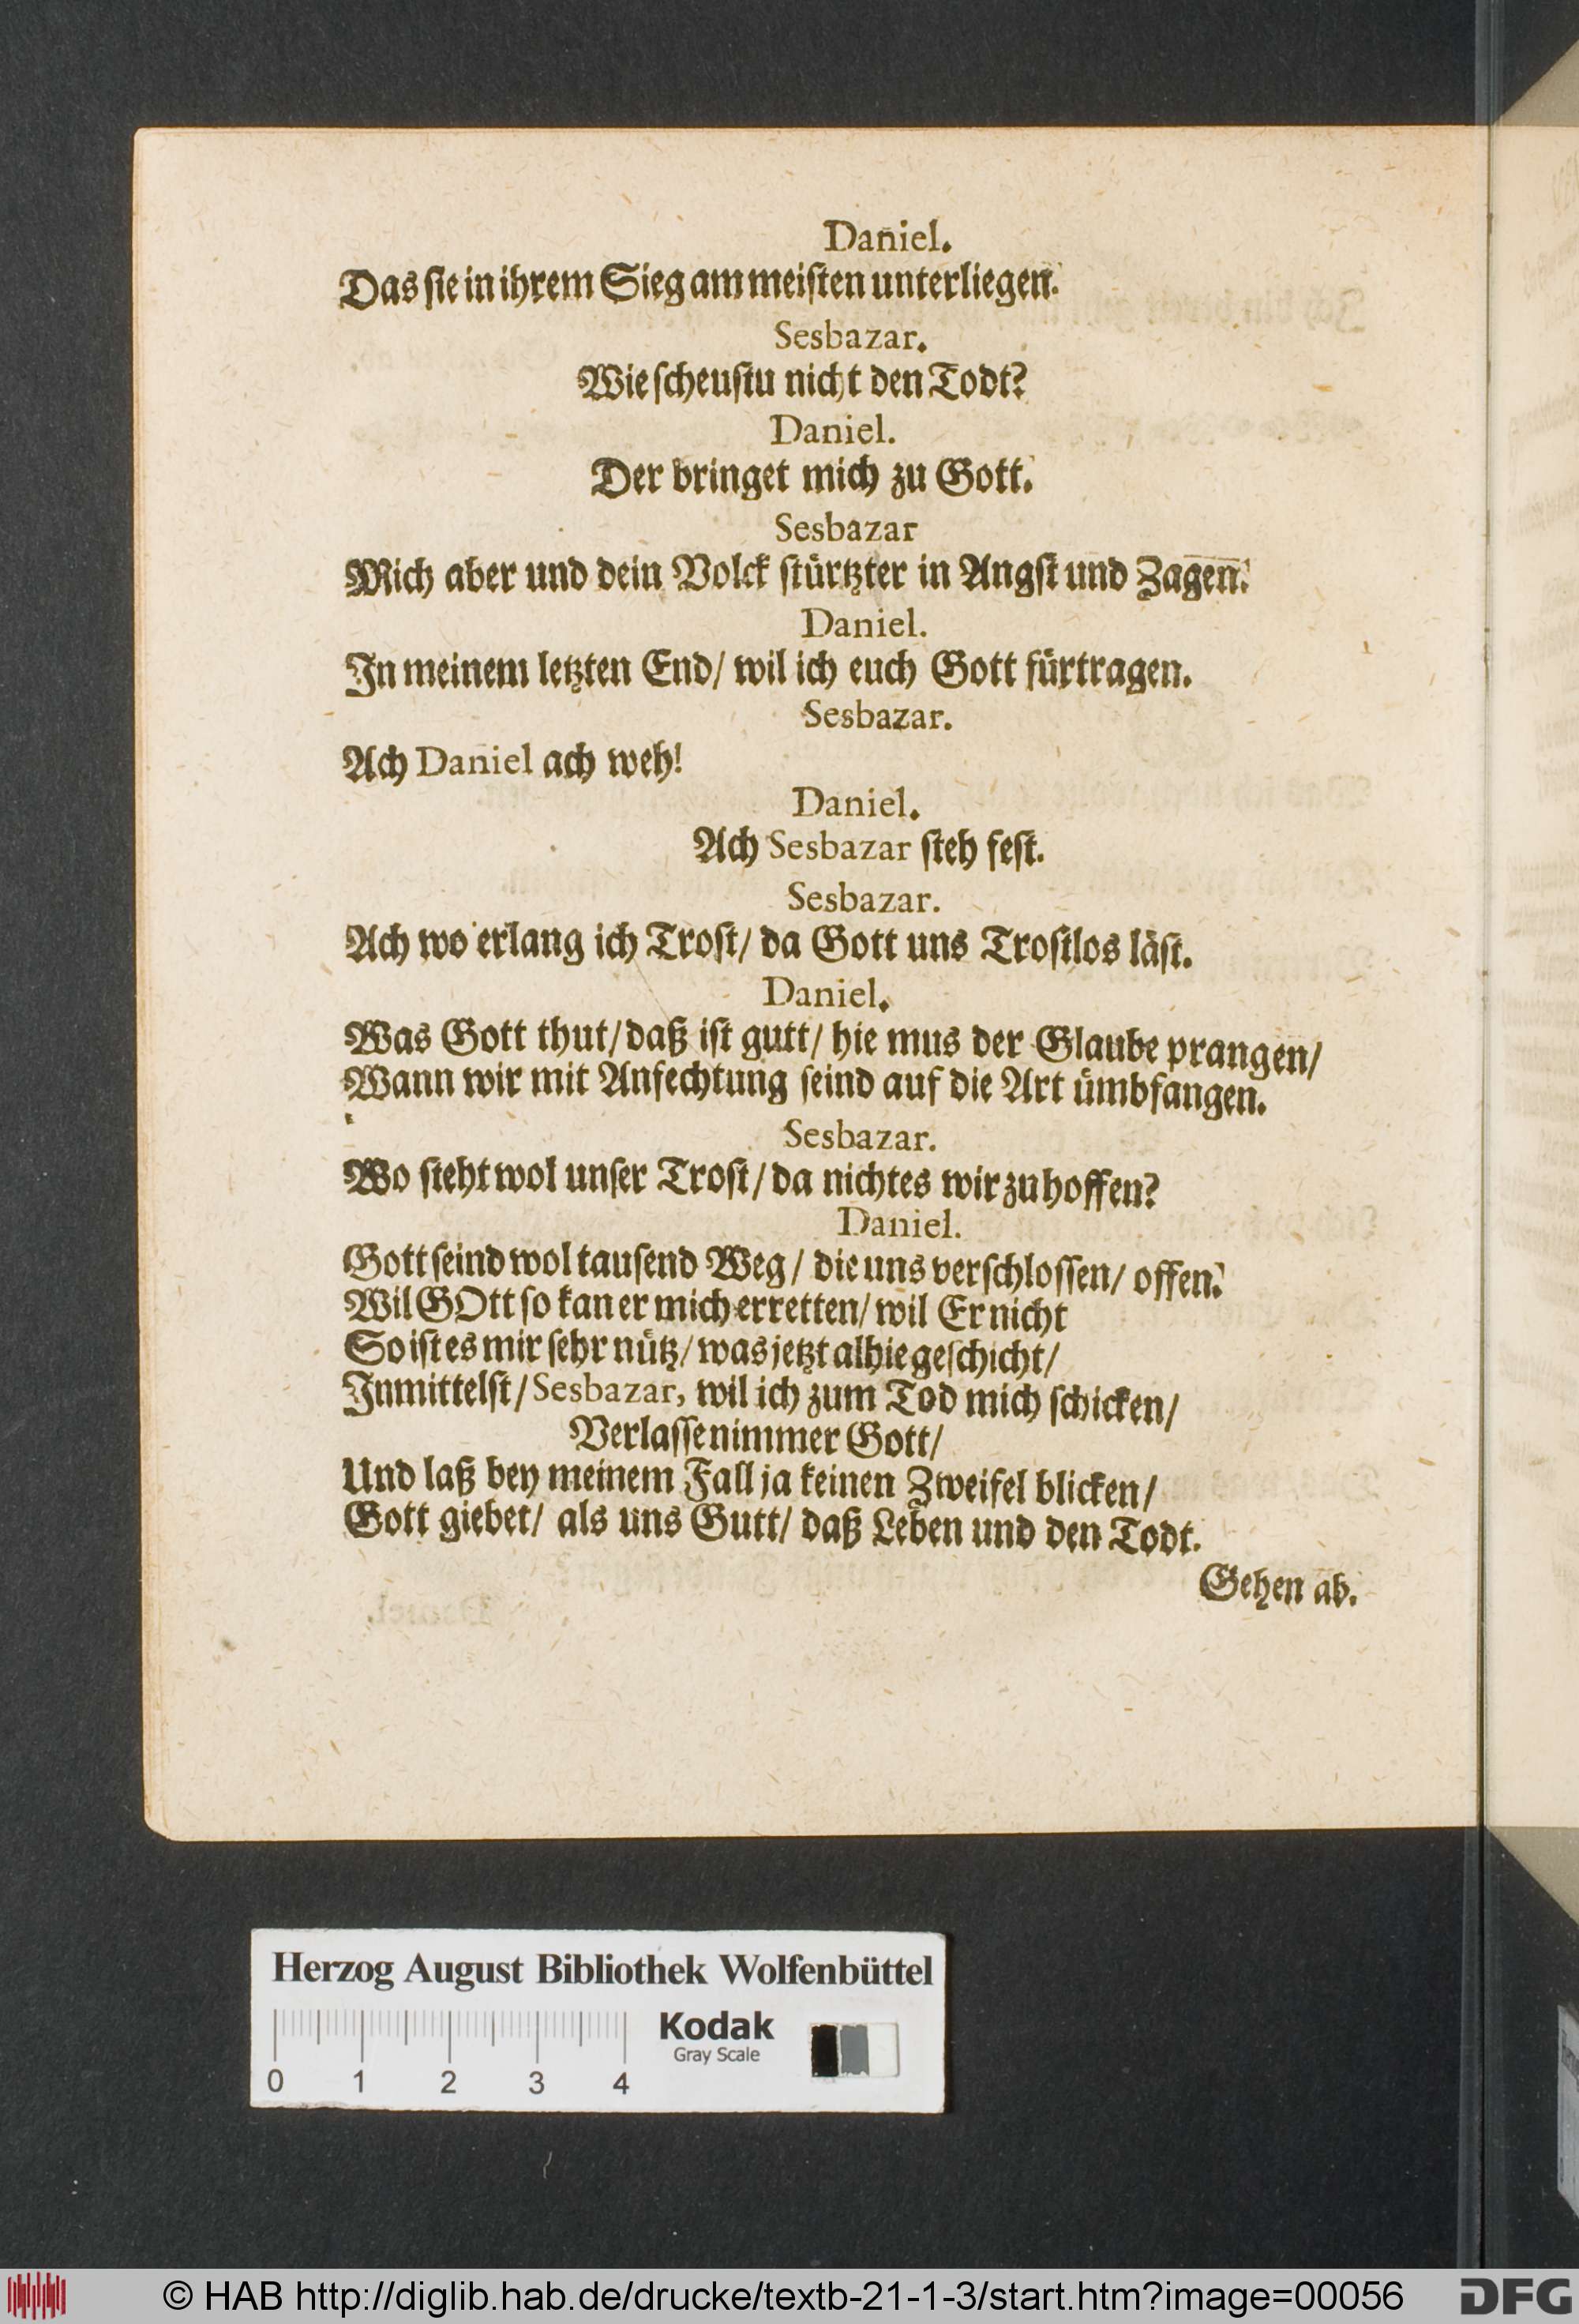 Daniel.
Das sie in ihrem Sieg am meisten unterliegen.
Sesbazar.
Wie scheustu nicht den Todt?
Daniel.
Der bringet mich zu Gott.
Sesbazar
Mich aber und dein Volck stürtzter in Angst und Zagen.
Daniel.
In meinem letzten End/ wil ich euch Gott fürtragen.
Sesbazar.
Ach Daniel ach weh!
Daniel.
Ach Sesbazar steh fest.
Sesbazar.
Ach wo erlang ich Trost/ da Gott uns Trostlos läst.
Daniel.
Was Gott thut/ daß ist gutt/ hie mus der Glaube prangen/
Wann wir mit Anfechtung seind auf die Art ümbfangen.
Sesbazar.
Wo steht wol unser Trost/ da nichtes wir zu hoffen?
Daniel.
Gott seind wol tausend Weg/ die uns verschlossen/ offen.
Wil GOtt so kan er mich erretten/ wil Er nicht
So ist es mir sehr nütz/ was jetzt alhie geschicht/
Inmittelst/ Sesbazar, wil ich zum Tod mich schicken/
Verlasse nimmer Gott/
Und laß bey meinem Fall ja keinen Zweifel blicken/
Gott giebet/ als uns Gutt/ daß Leben und den Todt.
Gehen ab.
Herzog August Bibliothek Wolfenbüttel
Kodak
Gray Scale
0 1 2 3 4
© HAB http://diglib.hab.de/drucke/textb-21-1-3/start.htm?image=00056
DFG